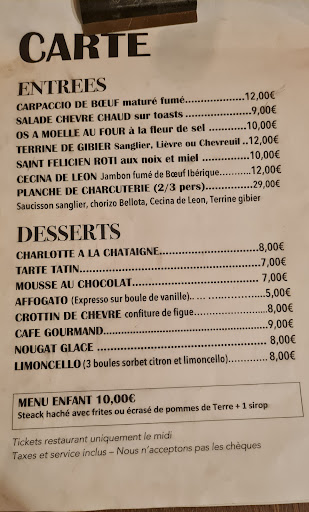 CARTE
ENTREES
CARPACCIO DE BŒUF maturé fumé......................12,00€
SALADE CHEVRE CHAUD sur toasts ......................9,00€
OS A MOELLE AU FOUR à la fleur de sel .............10,00€
TERRINE DE GIBIER Sanglier, Lièvre ou Chevreuil ..12,00€
SAINT FELICIEN ROTI aux noix et miel ................10,00€
CECINA DE LEON Jambon fumé de Bœuf Ibérique............12,00€
PLANCHE DE CHARCUTERIE (2/3 pers).................29,00€
Saucisson sanglier, chorizo Bellota, Cecina de Leon, Terrine gibier
DESSERTS
CHARLOTTE A LA CHATAIGNE...........................8,00€
TARTE TATIN................................................7,00€
MOUSSE AU CHOCOLAT................................... 7,00€
AFFOGATO (Expresso sur boule de vanille).. .... ....................5,00€
CROTTIN DE CHEVRE confiture de figue....................8,00€
CAFE GOURMAND..........................................9,00€
NOUGAT GLACE ........................................... 8,00€
LIMONCELLO (3 boules sorbet citron et limoncello)............. 8,00€
MENU ENFANT 10,00€
Steack haché avec frites ou écrasé de pommes de Terre + 1 sirop
Tickets restaurant uniquement le midi
Taxes et service inclus – Nous n'acceptons pas les chèques